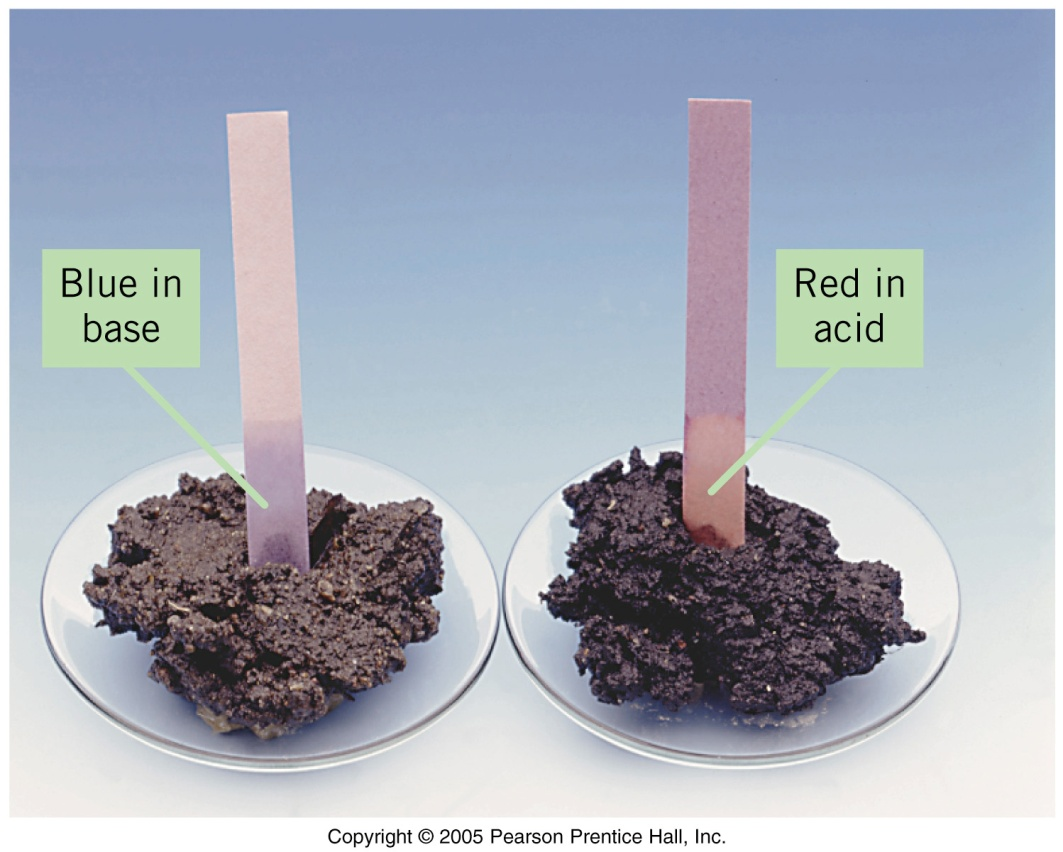 Blue in
base
Red in
acid
Copyright © 2005 Pearson Prentice Hall, Inc.